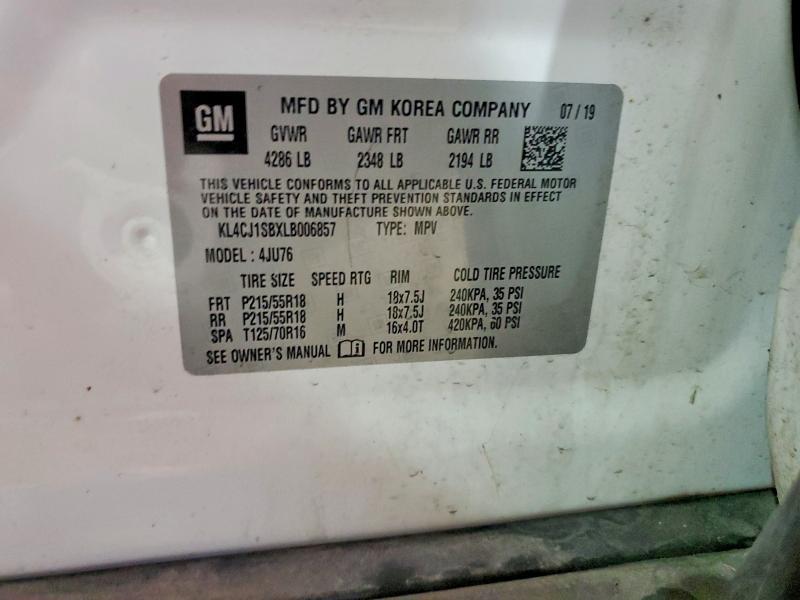 GM
MFD BY GM KOREA COMPANY 07/19
GVWR GAWR FRT GAWR RR
4286 LB 2348 LB 2194 LB
THIS VEHICLE CONFORMS TO ALL APPLICABLE U.S. FEDERAL MOTOR
VEHICLE SAFETY AND THEFT PREVENTION STANDARDS IN EFFECT
ON THE DATE OF MANUFACTURE SHOWN ABOVE.
KL4CJ1SBXLB006857 TYPE: MPV
MODEL: 4JU76
TIRE SIZE SPEED RTG RIM COLD TIRE PRESSURE
FRT P215/55R18 H 18x7.5J 240KPA, 35 PSI
RR P215/55R18 H 18x7.5J 240KPA, 35 PSI
SPA T125/70R16 M 16x4.0T 420KPA, 60 PSI
SEE OWNER'S MANUAL FOR MORE INFORMATION.